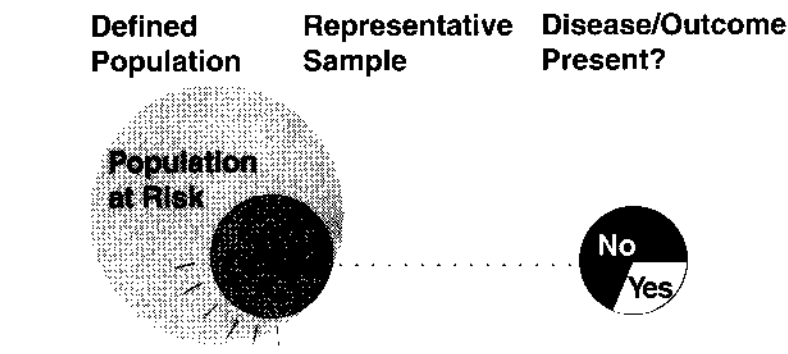 Defined
Population
Representative
Sample
Disease/Outcome
Present?
Population
at Risk
No
Yes